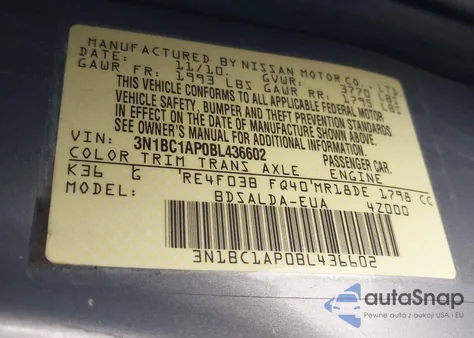 MANUFACTURED BY NISSAN MOTOR CO., LTD.
DATE: 11/10. GVWR: 3770 LBS
GAWR FR: 1993 LBS GAWR RR: 1795 LBS
THIS VEHICLE CONFORMS TO ALL APPLICABLE FEDERAL MOTOR
VEHICLE SAFETY, BUMPER AND THEFT PREVENTION STANDARDS
IN EFFECT ON THE DATE OF MANUFACTURE SHOWN ABOVE.
SEE OWNER'S MANUAL FOR ADDITIONAL INFORMATION.
VIN: 3N1BC1AP0BL436602 PASSENGER CAR.
COLOR TRIM TRANS AXLE ENGINE
K36 G RE4F03B FQ40 MR18DE 1798 CC
MODEL: BDSALDA-EUA 4Z000
3N1BC1AP0BL436602
autoSnap
Pewne auta z aukcji USA i EU